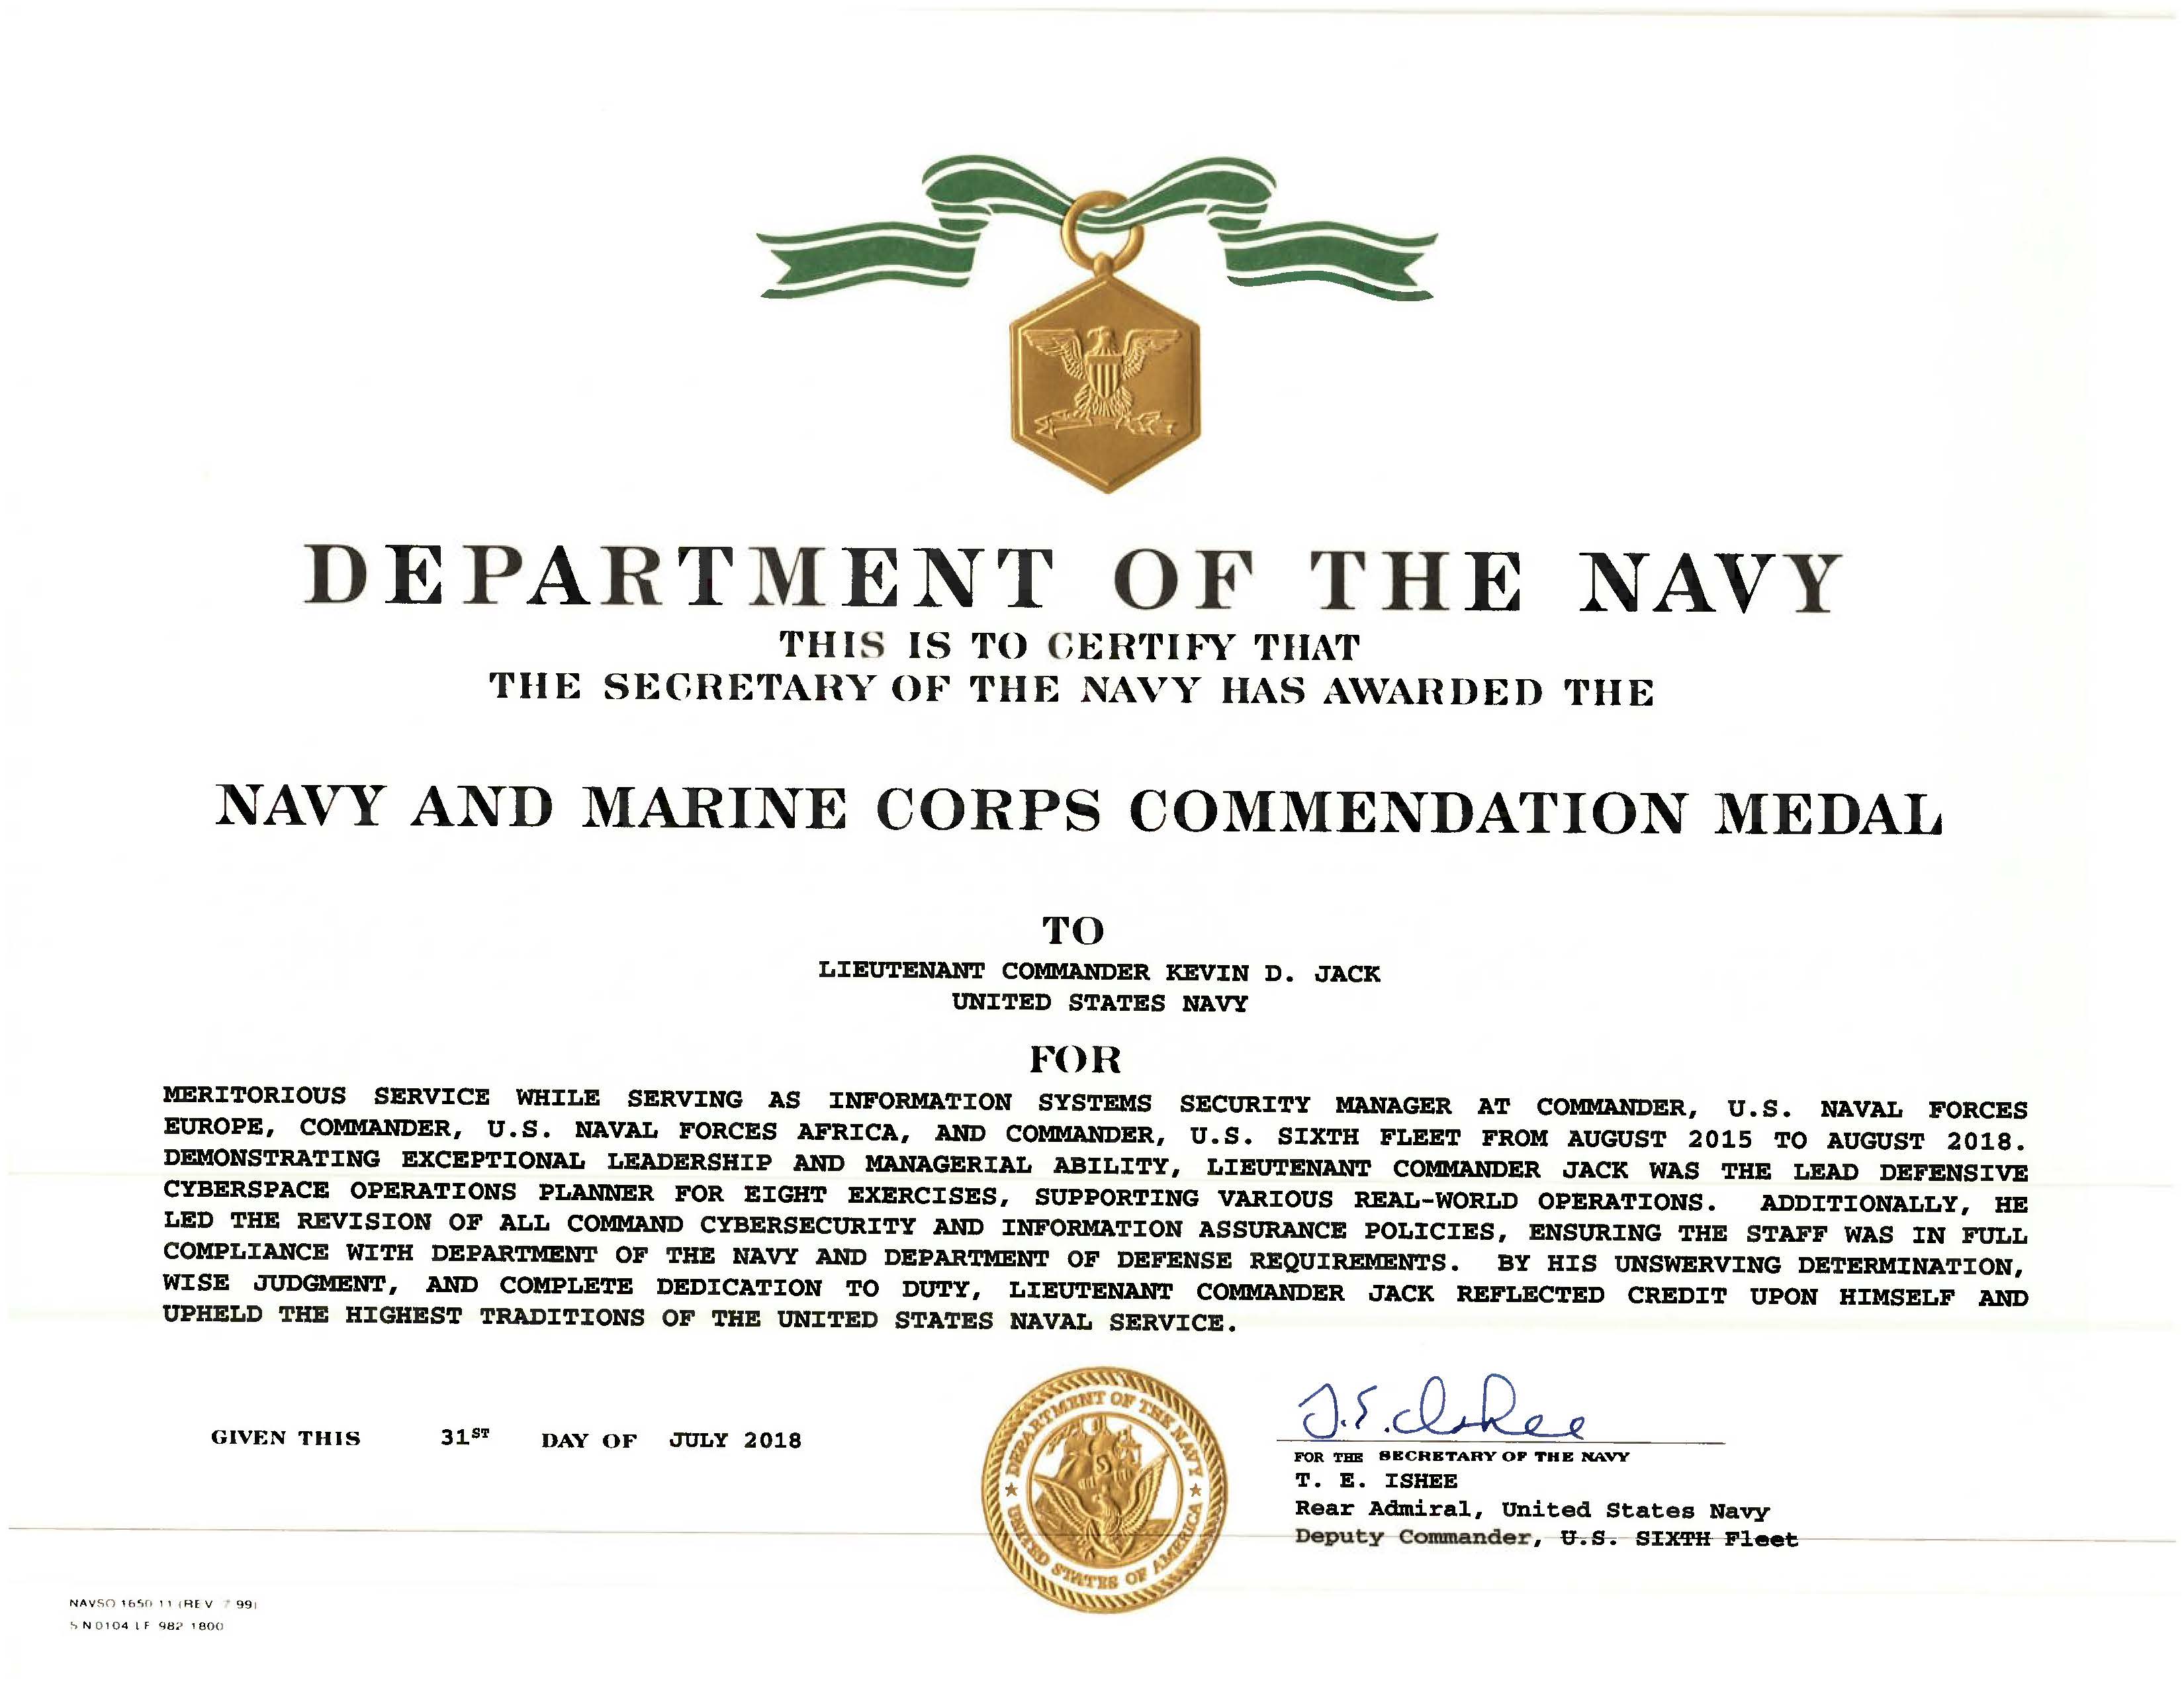 DEPARTMENT OF THE NAVY
THIS IS TO CERTIFY THAT
THE SECRETARY OF THE NAVY HAS AWARDED THE
NAVY AND MARINE CORPS COMMENDATION MEDAL
TO
LIEUTENANT COMMANDER KEVIN D. JACK
UNITED STATES NAVY
FOR
MERITORIOUS SERVICE WHILE SERVING AS INFORMATION SYSTEMS SECURITY MANAGER AT COMMANDER, U.S. NAVAL FORCES
EUROPE, COMMANDER, U.S. NAVAL FORCES AFRICA, AND COMMANDER, U.S. SIXTH FLEET FROM AUGUST 2015 TO AUGUST 2018.
DEMONSTRATING EXCEPTIONAL LEADERSHIP AND MANAGERIAL ABILITY, LIEUTENANT COMMANDER JACK WAS THE LEAD DEFENSIVE
CYBERSPACE OPERATIONS PLANNER FOR EIGHT EXERCISES, SUPPORTING VARIOUS REAL-WORLD OPERATIONS. ADDITIONALLY, HE
LED THE REVISION OF ALL COMMAND CYBERSECURITY AND INFORMATION ASSURANCE POLICIES, ENSURING THE STAFF WAS IN FULL
COMPLIANCE WITH DEPARTMENT OF THE NAVY AND DEPARTMENT OF DEFENSE REQUIREMENTS. BY HIS UNSWERVING DETERMINATION,
WISE JUDGMENT, AND COMPLETE DEDICATION TO DUTY, LIEUTENANT COMMANDER JACK REFLECTED CREDIT UPON HIMSELF AND
UPHELD THE HIGHEST TRADITIONS OF THE UNITED STATES NAVAL SERVICE.
GIVEN THIS 31ST DAY OF JULY 2018
DEPARTMENT OF THE NAVY
UNITED STATES OF AMERICA
T.E. Ishee
FOR THE SECRETARY OF THE NAVY
T. E. ISHEE
Rear Admiral, United States Navy
Deputy Commander, U.S. SIXTH Fleet
NAVSO 1650 11 (REV 7 99)
S N 0104 LF 982 1800